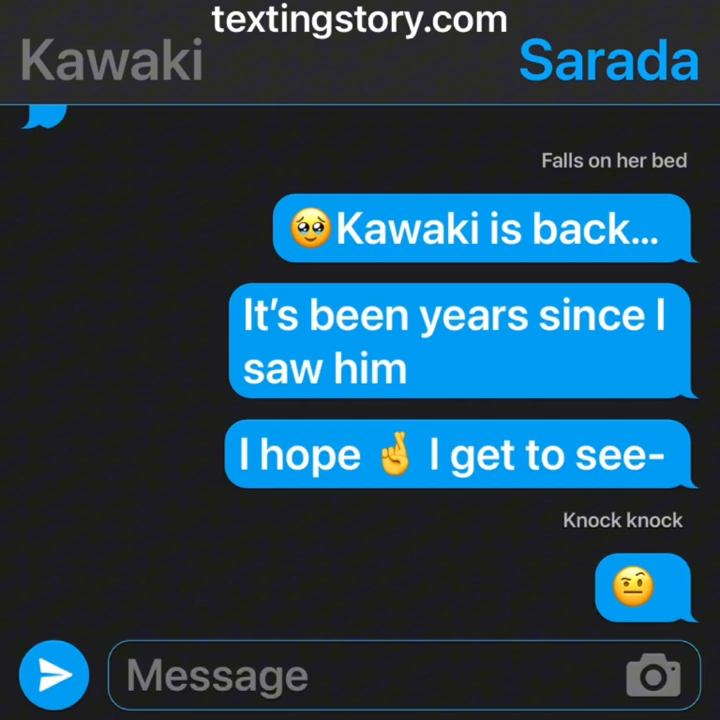 textingstory.com
Kawaki
Sarada
Falls on her bed
🥹Kawaki is back...
It's been years since I
saw him
I hope 🤞 I get to see-
Knock knock
🤨
Message